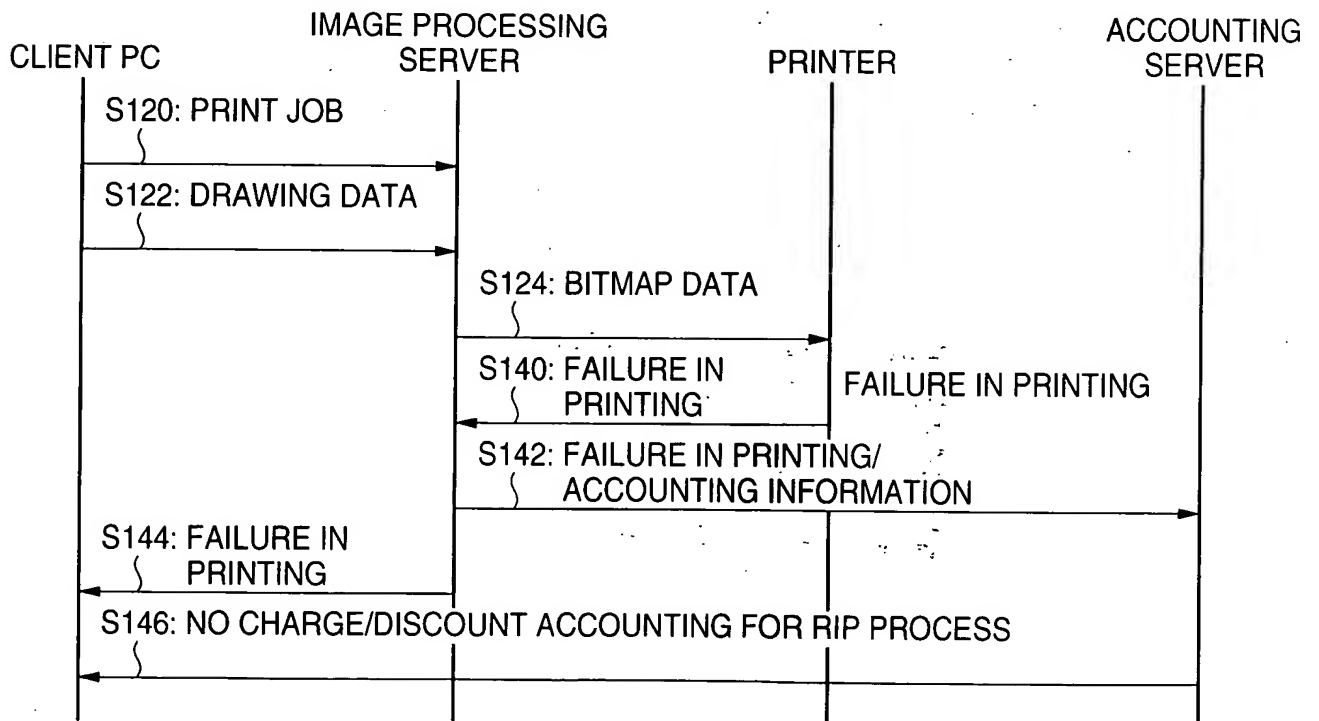 CLIENT PC
IMAGE PROCESSING
SERVER
PRINTER
ACCOUNTING
SERVER
S120: PRINT JOB
S122: DRAWING DATA
S124: BITMAP DATA
S140: FAILURE IN
PRINTING
FAILURE IN PRINTING
S142: FAILURE IN PRINTING/
ACCOUNTING INFORMATION
S144: FAILURE IN
PRINTING
S146: NO CHARGE/DISCOUNT ACCOUNTING FOR RIP PROCESS